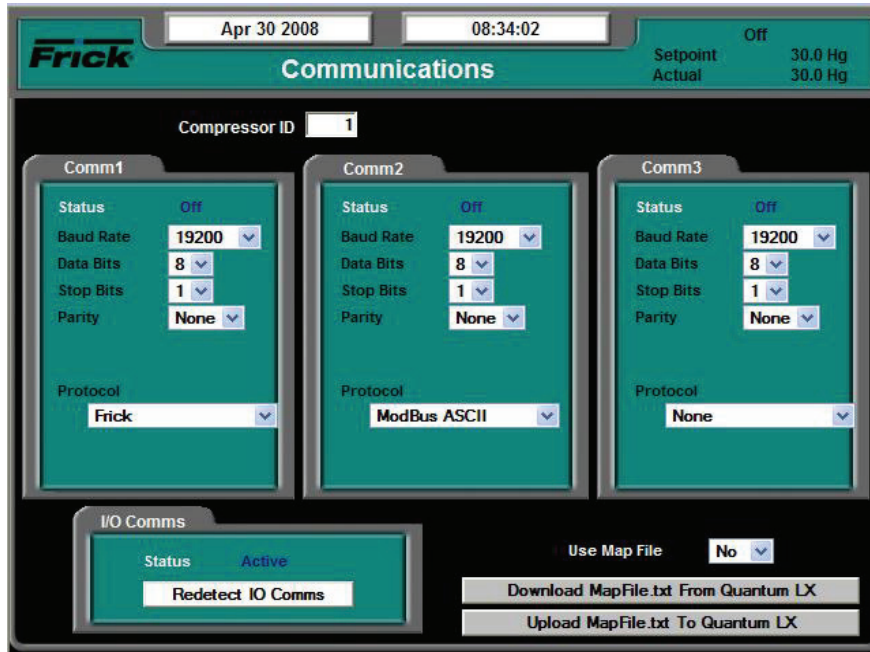 Frick
Apr 30 2008
08:34:02
Communications
Off
Setpoint 30.0 Hg
Actual 30.0 Hg
Compressor ID 1
Comm1
Status Off
Baud Rate 19200
Data Bits 8
Stop Bits 1
Parity None
Protocol
Frick
Comm2
Status Off
Baud Rate 19200
Data Bits 8
Stop Bits 1
Parity None
Protocol
ModBus ASCII
Comm3
Status Off
Baud Rate 19200
Data Bits 8
Stop Bits 1
Parity None
Protocol
None
I/O Comms
Status Active
Redetect IO Comms
Use Map File No
Download MapFile.txt From Quantum LX
Upload MapFile.txt To Quantum LX